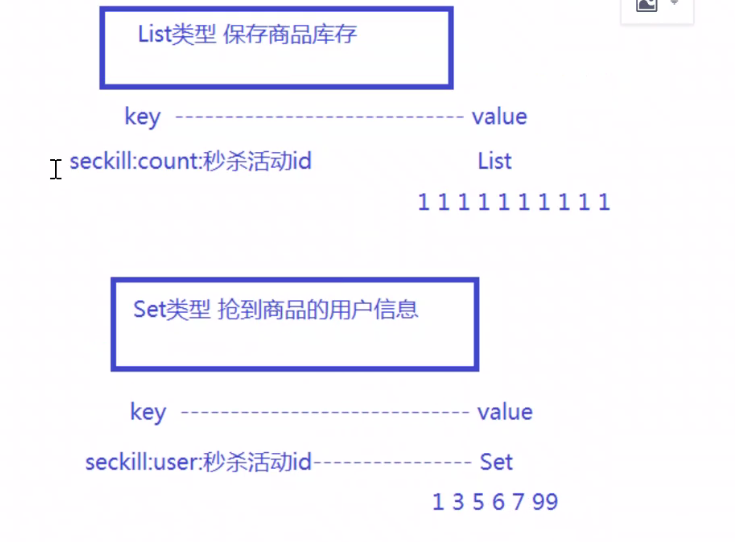 List类型 保存商品库存
key ----------------------------- value
seckill:count:秒杀活动id List
1 1 1 1 1 1 1 1 1 1
Set类型 抢到商品的用户信息
key ----------------------------- value
seckill:user:秒杀活动id---------------- Set
1 3 5 6 7 99